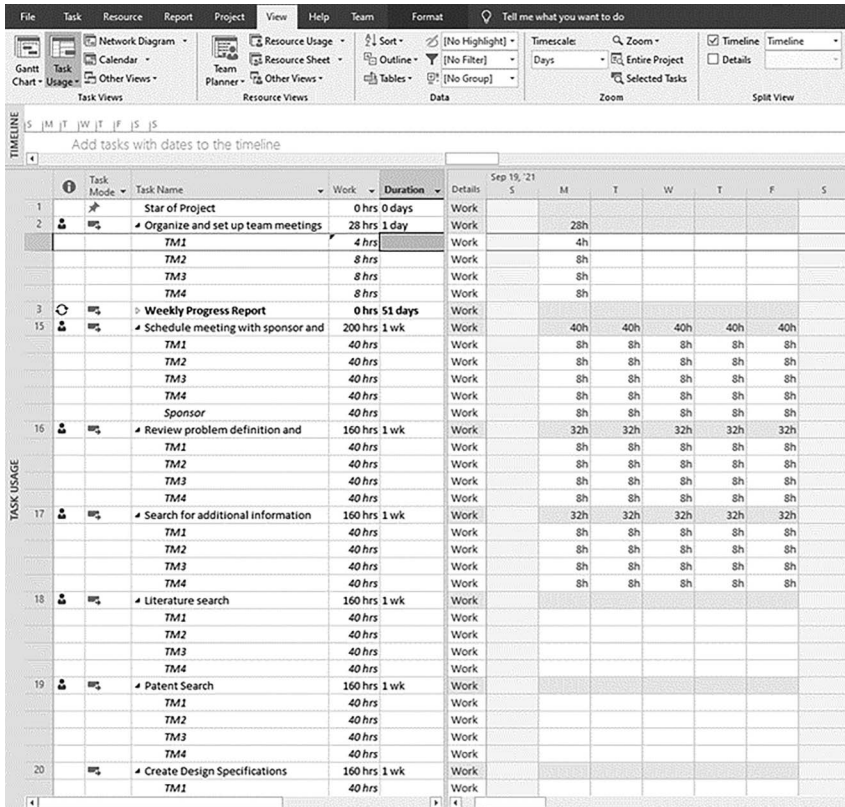 File Task Resource Report Project View Help Team Format Tell me what you want to do
Gantt Chart Task Usage Network Diagram Calendar Other Views
Task Views
Team Planner Resource Usage Resource Sheet Other Views
Resource Views
Sort Outline Tables [No Highlight] [No Filter] [No Group]
Data
Timescale: Days Zoom Entire Project Selected Tasks
Zoom
Timeline Timeline Details
Split View
TIMELINE
S M T W T F S S
Add tasks with dates to the timeline
TASK USAGE
Sep 19, '21
Task Mode Task Name Work Duration Details S M T W T F S
1 Star of Project 0 hrs 0 days Work
2 Organize and set up team meetings 28 hrs 1 day Work 28h
TM1 4 hrs Work 4h
TM2 8 hrs Work 8h
TM3 8 hrs Work 8h
TM4 8 hrs Work 8h
3 Weekly Progress Report 0 hrs 51 days Work
15 Schedule meeting with sponsor and 200 hrs 1 wk Work 40h 40h 40h 40h 40h
TM1 40 hrs Work 8h 8h 8h 8h 8h
TM2 40 hrs Work 8h 8h 8h 8h 8h
TM3 40 hrs Work 8h 8h 8h 8h 8h
TM4 40 hrs Work 8h 8h 8h 8h 8h
Sponsor 40 hrs Work 8h 8h 8h 8h 8h
16 Review problem definition and 160 hrs 1 wk Work 32h 32h 32h 32h 32h
TM1 40 hrs Work 8h 8h 8h 8h 8h
TM2 40 hrs Work 8h 8h 8h 8h 8h
TM3 40 hrs Work 8h 8h 8h 8h 8h
TM4 40 hrs Work 8h 8h 8h 8h 8h
17 Search for additional information 160 hrs 1 wk Work 32h 32h 32h 32h 32h
TM1 40 hrs Work 8h 8h 8h 8h 8h
TM2 40 hrs Work 8h 8h 8h 8h 8h
TM3 40 hrs Work 8h 8h 8h 8h 8h
TM4 40 hrs Work 8h 8h 8h 8h 8h
18 Literature search 160 hrs 1 wk Work
TM1 40 hrs Work
TM2 40 hrs Work
TM3 40 hrs Work
TM4 40 hrs Work
19 Patent Search 160 hrs 1 wk Work
TM1 40 hrs Work
TM2 40 hrs Work
TM3 40 hrs Work
TM4 40 hrs Work
20 Create Design Specifications 160 hrs 1 wk Work
TM1 40 hrs Work